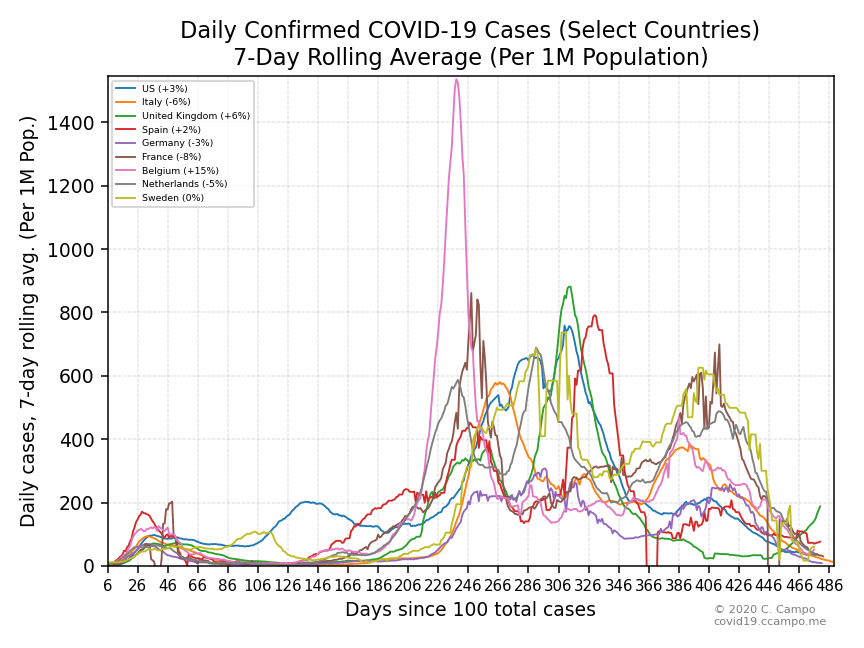 Daily Confirmed COVID-19 Cases (Select Countries)
7-Day Rolling Average (Per 1M Population)
Daily cases, 7-day rolling avg. (Per 1M Pop.)
US (+3%)
Italy (-6%)
United Kingdom (+6%)
Spain (+2%)
Germany (-3%)
France (-8%)
Belgium (+15%)
Netherlands (-5%)
Sweden (0%)
1400
1200
1000
800
600
400
200
0
6 26 46 66 86 106 126 146 166 186 206 226 246 266 286 306 326 346 366 386 406 426 446 466 486
Days since 100 total cases
© 2020 C. Campo
covid19.ccampo.me